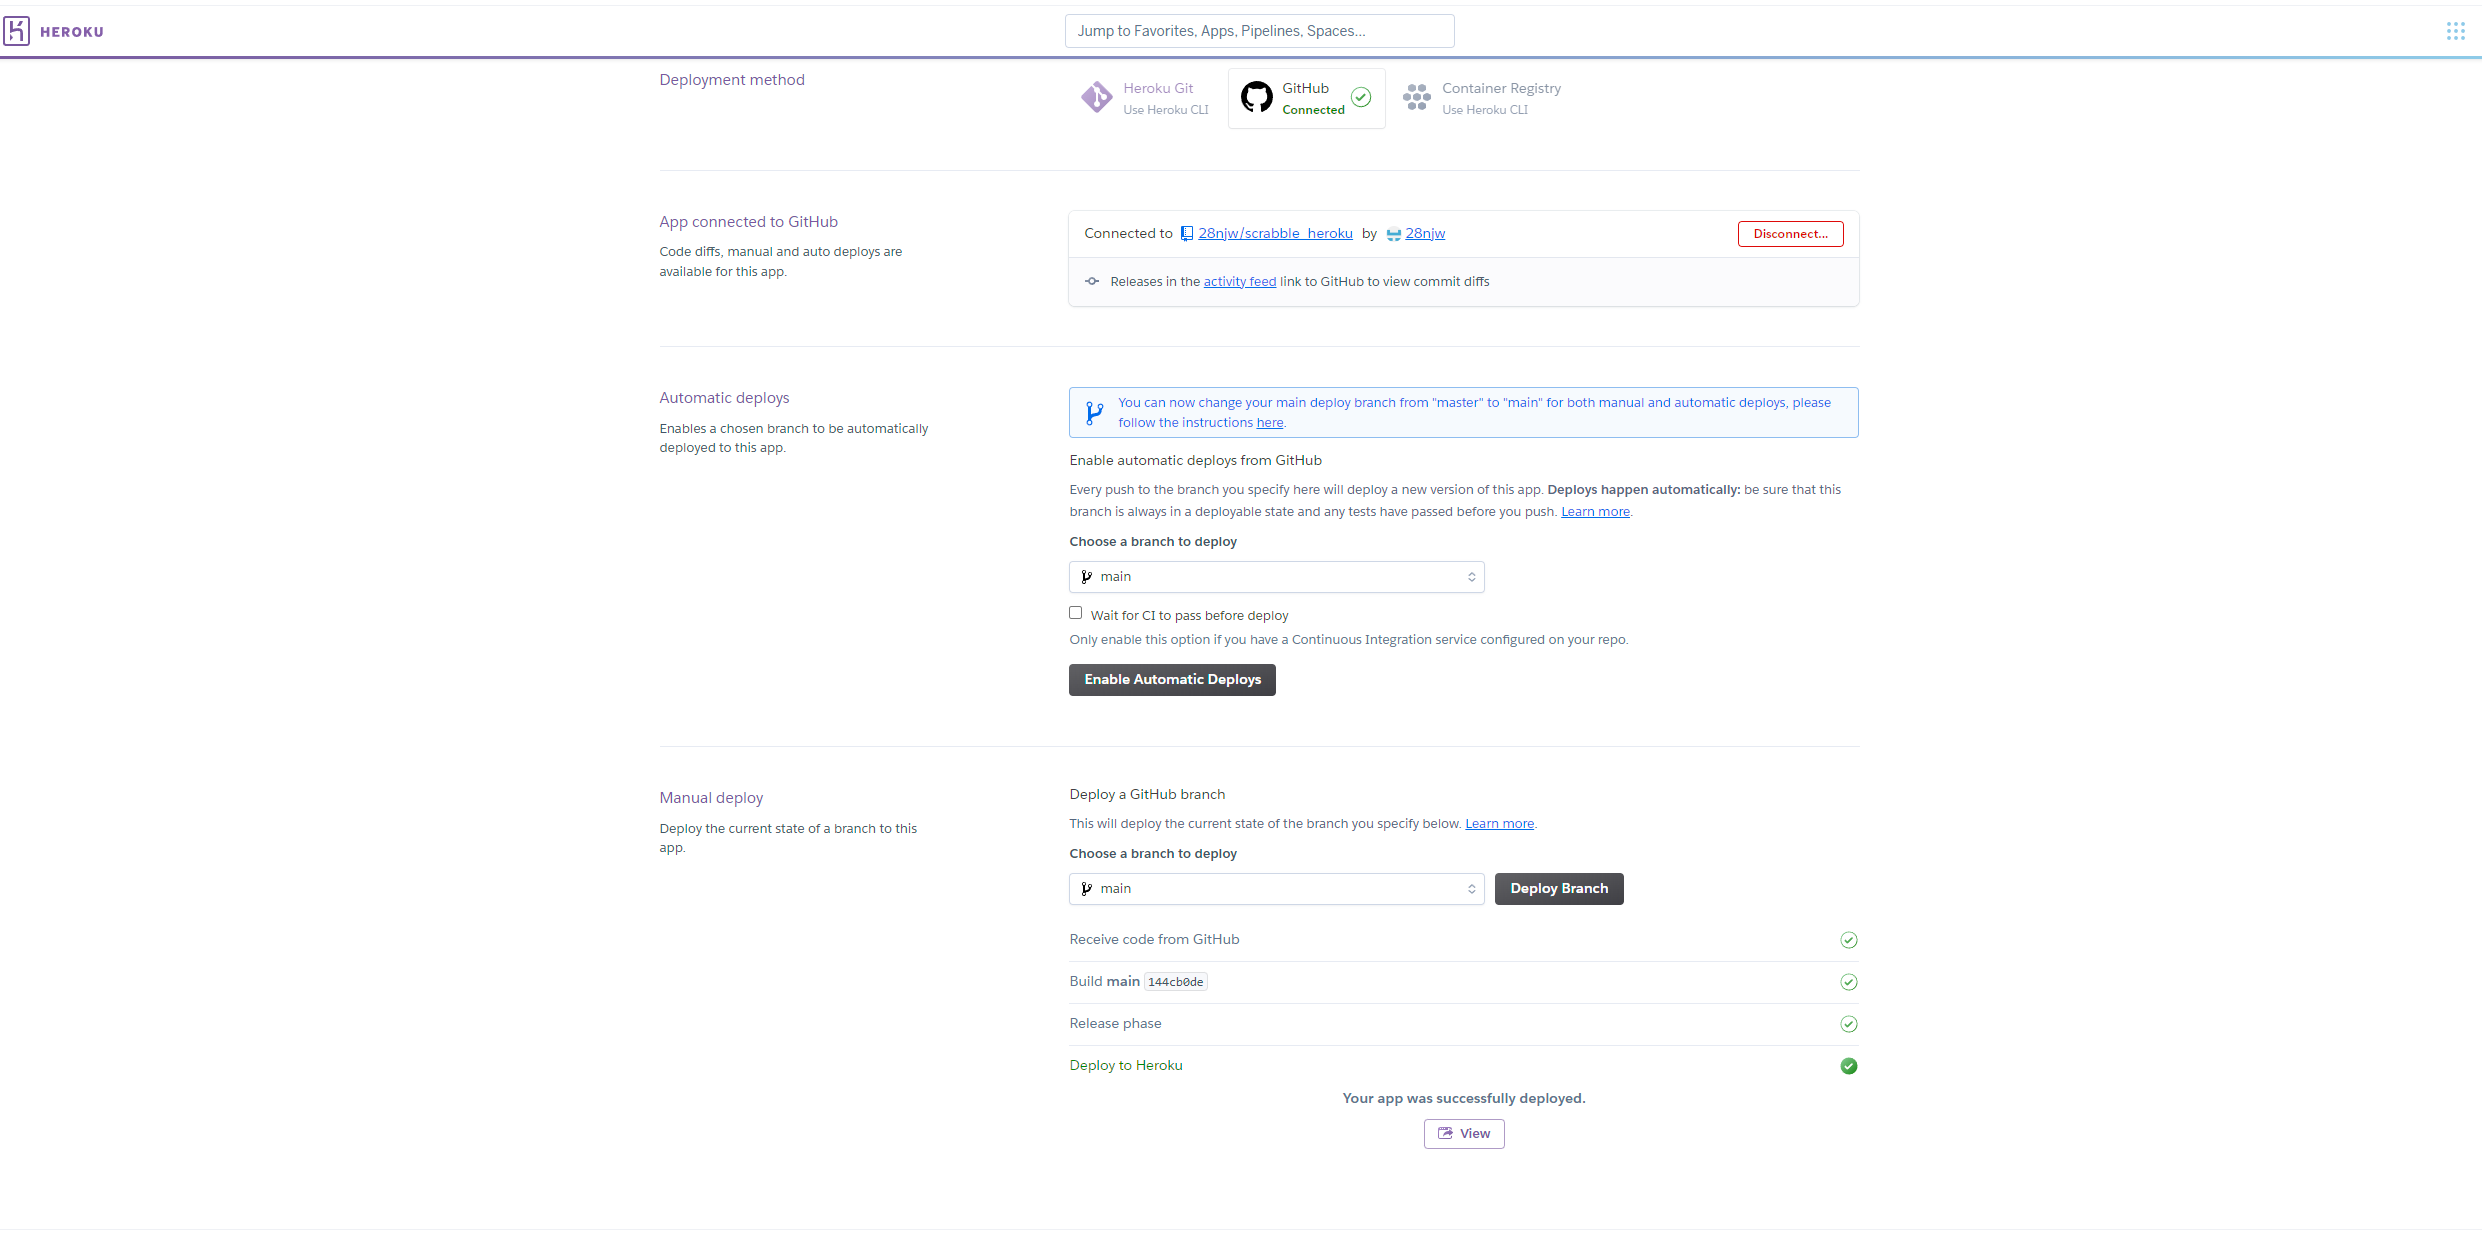 HEROKU
Jump to Favorites, Apps, Pipelines, Spaces...
Deployment method
Heroku Git
Use Heroku CLI
GitHub
Connected
Container Registry
Use Heroku CLI
App connected to GitHub
Code diffs, manual and auto deploys are
available for this app.
Connected to 28njw/scrabble_heroku by 28njw
Disconnect...
Releases in the activity feed link to GitHub to view commit diffs
Automatic deploys
Enables a chosen branch to be automatically
deployed to this app.
You can now change your main deploy branch from "master" to "main" for both manual and automatic deploys, please
follow the instructions here.
Enable automatic deploys from GitHub
Every push to the branch you specify here will deploy a new version of this app. Deploys happen automatically: be sure that this
branch is always in a deployable state and any tests have passed before you push. Learn more.
Choose a branch to deploy
main
Wait for CI to pass before deploy
Only enable this option if you have a Continuous Integration service configured on your repo.
Enable Automatic Deploys
Manual deploy
Deploy the current state of a branch to this
app.
Deploy a GitHub branch
This will deploy the current state of the branch you specify below. Learn more.
Choose a branch to deploy
main
Deploy Branch
Receive code from GitHub
Build main 144cb0de
Release phase
Deploy to Heroku
Your app was successfully deployed.
View